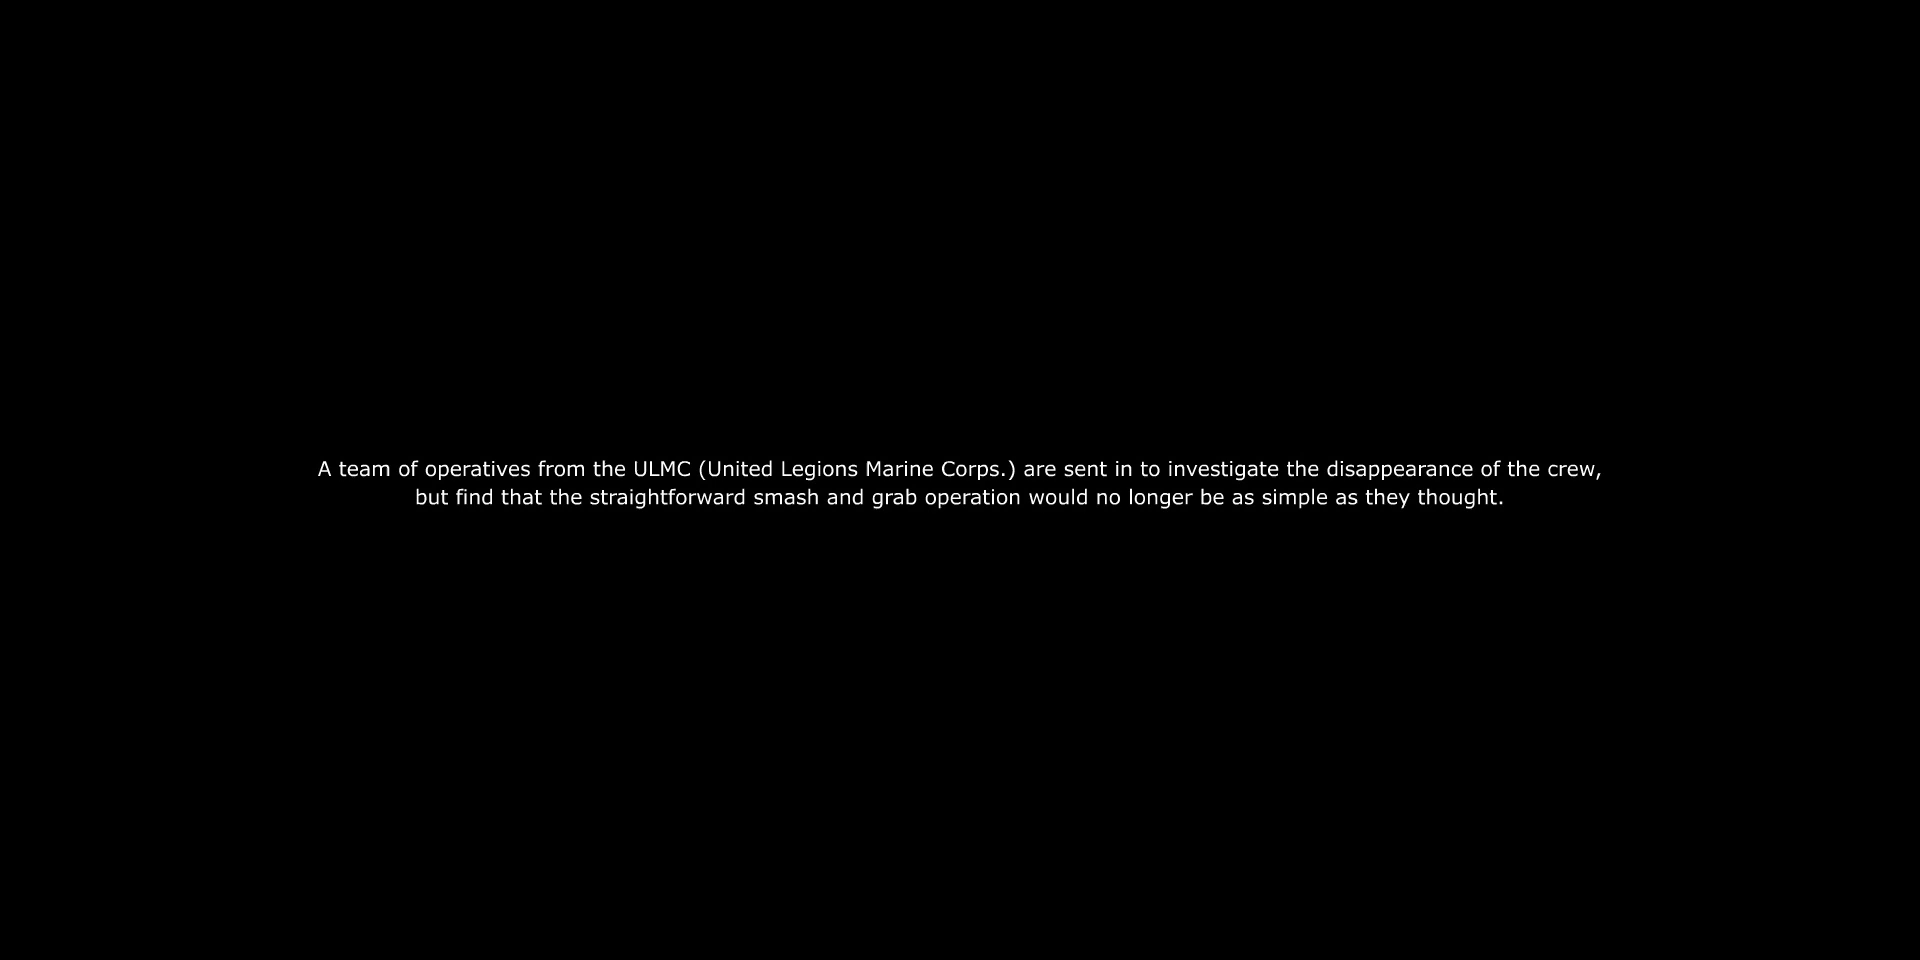 A team of operatives from the ULMC (United Legions Marine Corps.) are sent in to investigate the disappearance of the crew,
but find that the straightforward smash and grab operation would no longer be as simple as they thought.